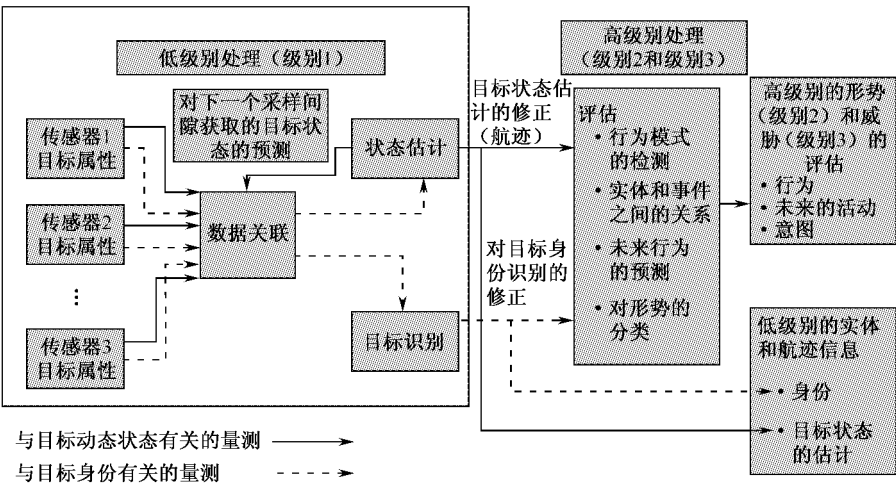 低级别处理（级别1）
对下一个采样间
隙获取的目标状
态的预测
传感器1
目标属性
传感器2
目标属性
⋮
传感器3
目标属性
数据关联
状态估计
目标识别
目标状态估
计的修正
（航迹）
对目标身
份识别的
修正
高级别处理
（级别2和级别3）
评估
• 行为模式
的检测
• 实体和事件
之间的关系
• 未来行为
的预测
• 对形势的
分类
高级别的形势
（级别2）和威
胁（级别3）的
评估
• 行为
• 未来的活动
• 意图
低级别的实体
和航迹信息
• 身份
• 目标状态
的估计
与目标动态状态有关的量测
与目标身份有关的量测